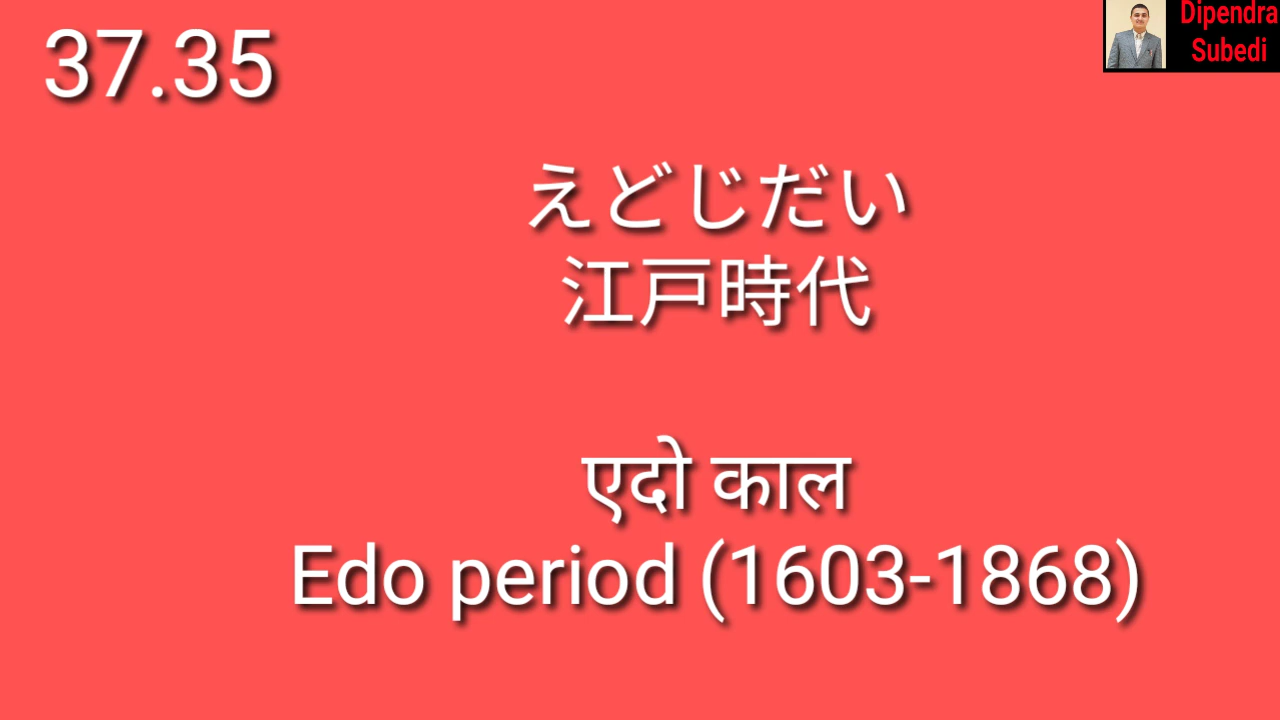 37.35
Dipendra
Subedi
えどじだい
江戸時代
एदो काल
Edo period (1603-1868)